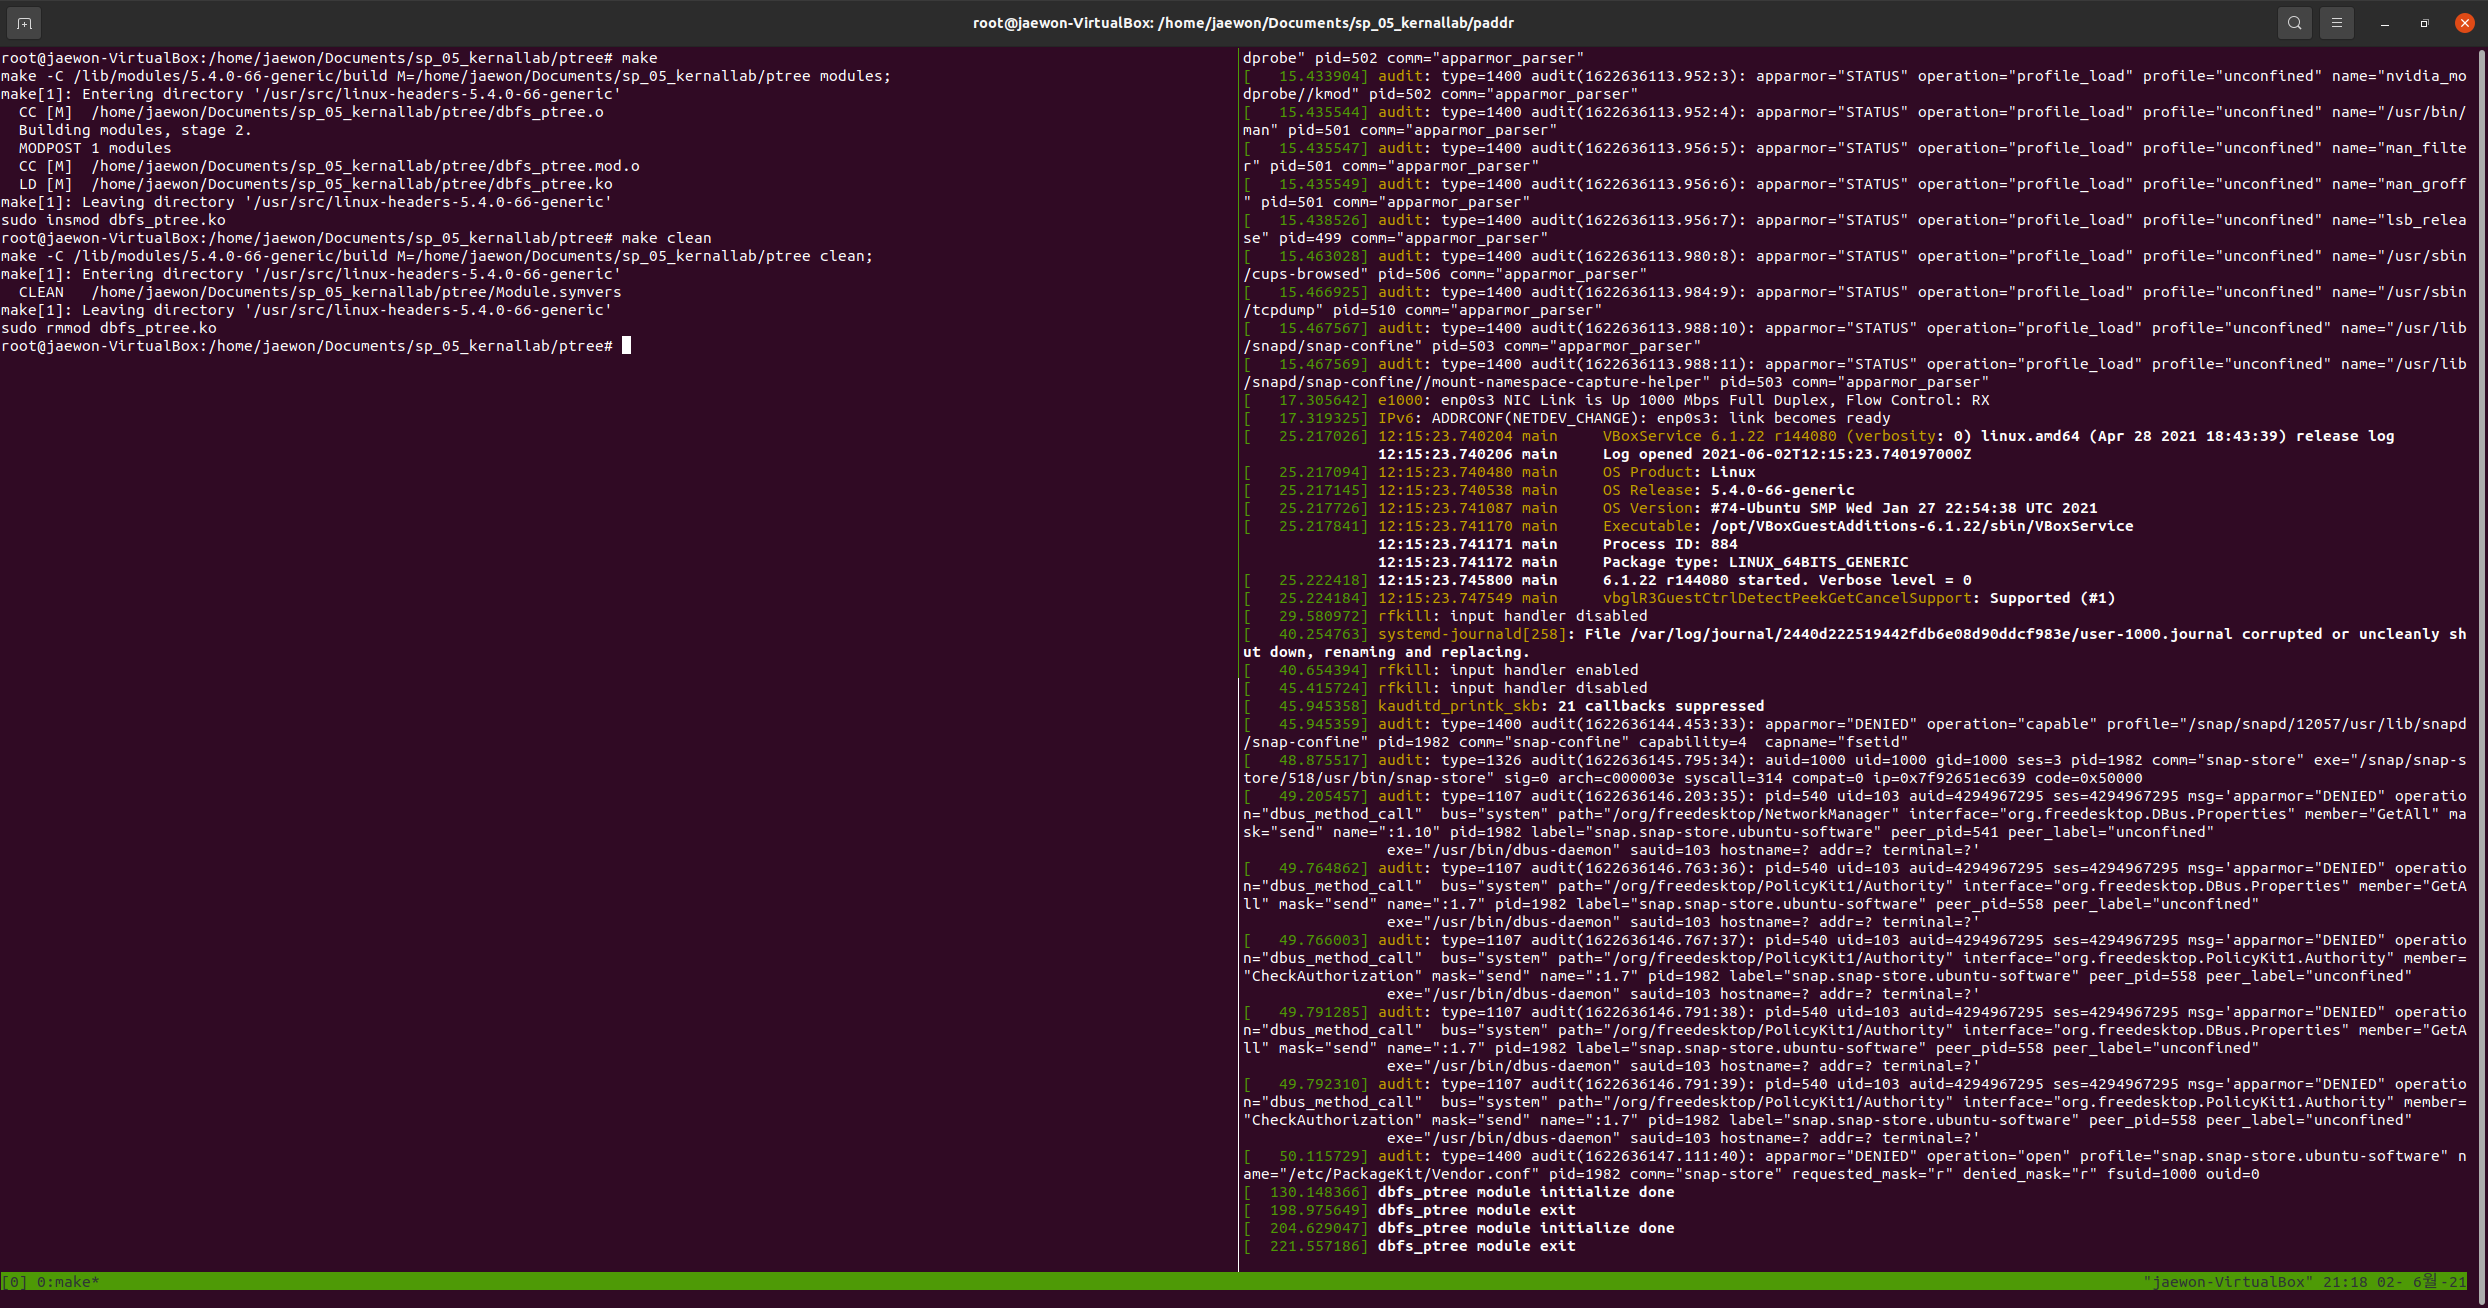 root@jaewon-VirtualBox: /home/jaewon/Documents/sp_05_kernallab/paddr
root@jaewon-VirtualBox:/home/jaewon/Documents/sp_05_kernallab/ptree# make
make -C /lib/modules/5.4.0-66-generic/build M=/home/jaewon/Documents/sp_05_kernallab/ptree modules;
make[1]: Entering directory '/usr/src/linux-headers-5.4.0-66-generic'
  CC [M]  /home/jaewon/Documents/sp_05_kernallab/ptree/dbfs_ptree.o
  Building modules, stage 2.
  MODPOST 1 modules
  CC [M]  /home/jaewon/Documents/sp_05_kernallab/ptree/dbfs_ptree.mod.o
  LD [M]  /home/jaewon/Documents/sp_05_kernallab/ptree/dbfs_ptree.ko
make[1]: Leaving directory '/usr/src/linux-headers-5.4.0-66-generic'
sudo insmod dbfs_ptree.ko
root@jaewon-VirtualBox:/home/jaewon/Documents/sp_05_kernallab/ptree# make clean
make -C /lib/modules/5.4.0-66-generic/build M=/home/jaewon/Documents/sp_05_kernallab/ptree clean;
make[1]: Entering directory '/usr/src/linux-headers-5.4.0-66-generic'
  CLEAN   /home/jaewon/Documents/sp_05_kernallab/ptree/Module.symvers
make[1]: Leaving directory '/usr/src/linux-headers-5.4.0-66-generic'
sudo rmmod dbfs_ptree.ko
root@jaewon-VirtualBox:/home/jaewon/Documents/sp_05_kernallab/ptree#
dprobe" pid=502 comm="apparmor_parser"
[   15.433904] audit: type=1400 audit(1622636113.952:3): apparmor="STATUS" operation="profile_load" profile="unconfined" name="nvidia_mo
dprobe//kmod" pid=502 comm="apparmor_parser"
[   15.435544] audit: type=1400 audit(1622636113.952:4): apparmor="STATUS" operation="profile_load" profile="unconfined" name="/usr/bin/
man" pid=501 comm="apparmor_parser"
[   15.435547] audit: type=1400 audit(1622636113.956:5): apparmor="STATUS" operation="profile_load" profile="unconfined" name="man_filte
r" pid=501 comm="apparmor_parser"
[   15.435549] audit: type=1400 audit(1622636113.956:6): apparmor="STATUS" operation="profile_load" profile="unconfined" name="man_groff
" pid=501 comm="apparmor_parser"
[   15.438526] audit: type=1400 audit(1622636113.956:7): apparmor="STATUS" operation="profile_load" profile="unconfined" name="lsb_relea
se" pid=499 comm="apparmor_parser"
[   15.463028] audit: type=1400 audit(1622636113.980:8): apparmor="STATUS" operation="profile_load" profile="unconfined" name="/usr/sbin
/cups-browsed" pid=506 comm="apparmor_parser"
[   15.466925] audit: type=1400 audit(1622636113.984:9): apparmor="STATUS" operation="profile_load" profile="unconfined" name="/usr/sbin
/tcpdump" pid=510 comm="apparmor_parser"
[   15.467567] audit: type=1400 audit(1622636113.988:10): apparmor="STATUS" operation="profile_load" profile="unconfined" name="/usr/lib
/snapd/snap-confine" pid=503 comm="apparmor_parser"
[   15.467569] audit: type=1400 audit(1622636113.988:11): apparmor="STATUS" operation="profile_load" profile="unconfined" name="/usr/lib
/snapd/snap-confine//mount-namespace-capture-helper" pid=503 comm="apparmor_parser"
[   17.305642] e1000: enp0s3 NIC Link is Up 1000 Mbps Full Duplex, Flow Control: RX
[   17.319325] IPv6: ADDRCONF(NETDEV_CHANGE): enp0s3: link becomes ready
[   25.217026] 12:15:23.740204 main     VBoxService 6.1.22 r144080 (verbosity: 0) linux.amd64 (Apr 28 2021 18:43:39) release log
               12:15:23.740206 main     Log opened 2021-06-02T12:15:23.740197000Z
[   25.217094] 12:15:23.740480 main     OS Product: Linux
[   25.217145] 12:15:23.740538 main     OS Release: 5.4.0-66-generic
[   25.217726] 12:15:23.741087 main     OS Version: #74-Ubuntu SMP Wed Jan 27 22:54:38 UTC 2021
[   25.217841] 12:15:23.741170 main     Executable: /opt/VBoxGuestAdditions-6.1.22/sbin/VBoxService
               12:15:23.741171 main     Process ID: 884
               12:15:23.741172 main     Package type: LINUX_64BITS_GENERIC
[   25.222418] 12:15:23.745800 main     6.1.22 r144080 started. Verbose level = 0
[   25.224184] 12:15:23.747549 main     vbglR3GuestCtrlDetectPeekGetCancelSupport: Supported (#1)
[   29.580972] rfkill: input handler disabled
[   40.254763] systemd-journald[258]: File /var/log/journal/2440d222519442fdb6e08d90ddcf983e/user-1000.journal corrupted or uncleanly sh
ut down, renaming and replacing.
[   40.654394] rfkill: input handler enabled
[   45.415724] rfkill: input handler disabled
[   45.945358] kauditd_printk_skb: 21 callbacks suppressed
[   45.945359] audit: type=1400 audit(1622636144.453:33): apparmor="DENIED" operation="capable" profile="/snap/snapd/12057/usr/lib/snapd
/snap-confine" pid=1982 comm="snap-confine" capability=4  capname="fsetid"
[   48.875517] audit: type=1326 audit(1622636145.795:34): auid=1000 uid=1000 gid=1000 ses=3 pid=1982 comm="snap-store" exe="/snap/snap-s
tore/518/usr/bin/snap-store" sig=0 arch=c000003e syscall=314 compat=0 ip=0x7f92651ec639 code=0x50000
[   49.205457] audit: type=1107 audit(1622636146.203:35): pid=540 uid=103 auid=4294967295 ses=4294967295 msg='apparmor="DENIED" operatio
n="dbus_method_call"  bus="system" path="/org/freedesktop/NetworkManager" interface="org.freedesktop.DBus.Properties" member="GetAll" ma
sk="send" name=":1.10" pid=1982 label="snap.snap-store.ubuntu-software" peer_pid=541 peer_label="unconfined"
                exe="/usr/bin/dbus-daemon" sauid=103 hostname=? addr=? terminal=?'
[   49.764862] audit: type=1107 audit(1622636146.763:36): pid=540 uid=103 auid=4294967295 ses=4294967295 msg='apparmor="DENIED" operatio
n="dbus_method_call"  bus="system" path="/org/freedesktop/PolicyKit1/Authority" interface="org.freedesktop.DBus.Properties" member="GetA
ll" mask="send" name=":1.7" pid=1982 label="snap.snap-store.ubuntu-software" peer_pid=558 peer_label="unconfined"
                exe="/usr/bin/dbus-daemon" sauid=103 hostname=? addr=? terminal=?'
[   49.766003] audit: type=1107 audit(1622636146.767:37): pid=540 uid=103 auid=4294967295 ses=4294967295 msg='apparmor="DENIED" operatio
n="dbus_method_call"  bus="system" path="/org/freedesktop/PolicyKit1/Authority" interface="org.freedesktop.PolicyKit1.Authority" member=
"CheckAuthorization" mask="send" name=":1.7" pid=1982 label="snap.snap-store.ubuntu-software" peer_pid=558 peer_label="unconfined"
                exe="/usr/bin/dbus-daemon" sauid=103 hostname=? addr=? terminal=?'
[   49.791285] audit: type=1107 audit(1622636146.791:38): pid=540 uid=103 auid=4294967295 ses=4294967295 msg='apparmor="DENIED" operatio
n="dbus_method_call"  bus="system" path="/org/freedesktop/PolicyKit1/Authority" interface="org.freedesktop.DBus.Properties" member="GetA
ll" mask="send" name=":1.7" pid=1982 label="snap.snap-store.ubuntu-software" peer_pid=558 peer_label="unconfined"
                exe="/usr/bin/dbus-daemon" sauid=103 hostname=? addr=? terminal=?'
[   49.792310] audit: type=1107 audit(1622636146.791:39): pid=540 uid=103 auid=4294967295 ses=4294967295 msg='apparmor="DENIED" operatio
n="dbus_method_call"  bus="system" path="/org/freedesktop/PolicyKit1/Authority" interface="org.freedesktop.PolicyKit1.Authority" member=
"CheckAuthorization" mask="send" name=":1.7" pid=1982 label="snap.snap-store.ubuntu-software" peer_pid=558 peer_label="unconfined"
                exe="/usr/bin/dbus-daemon" sauid=103 hostname=? addr=? terminal=?'
[   50.115729] audit: type=1400 audit(1622636147.111:40): apparmor="DENIED" operation="open" profile="snap.snap-store.ubuntu-software" n
ame="/etc/PackageKit/Vendor.conf" pid=1982 comm="snap-store" requested_mask="r" denied_mask="r" fsuid=1000 ouid=0
[  130.148366] dbfs_ptree module initialize done
[  198.975649] dbfs_ptree module exit
[  204.629047] dbfs_ptree module initialize done
[  221.557186] dbfs_ptree module exit
[0] 0:make*
"jaewon-VirtualBox" 21:18 02- 6월-21